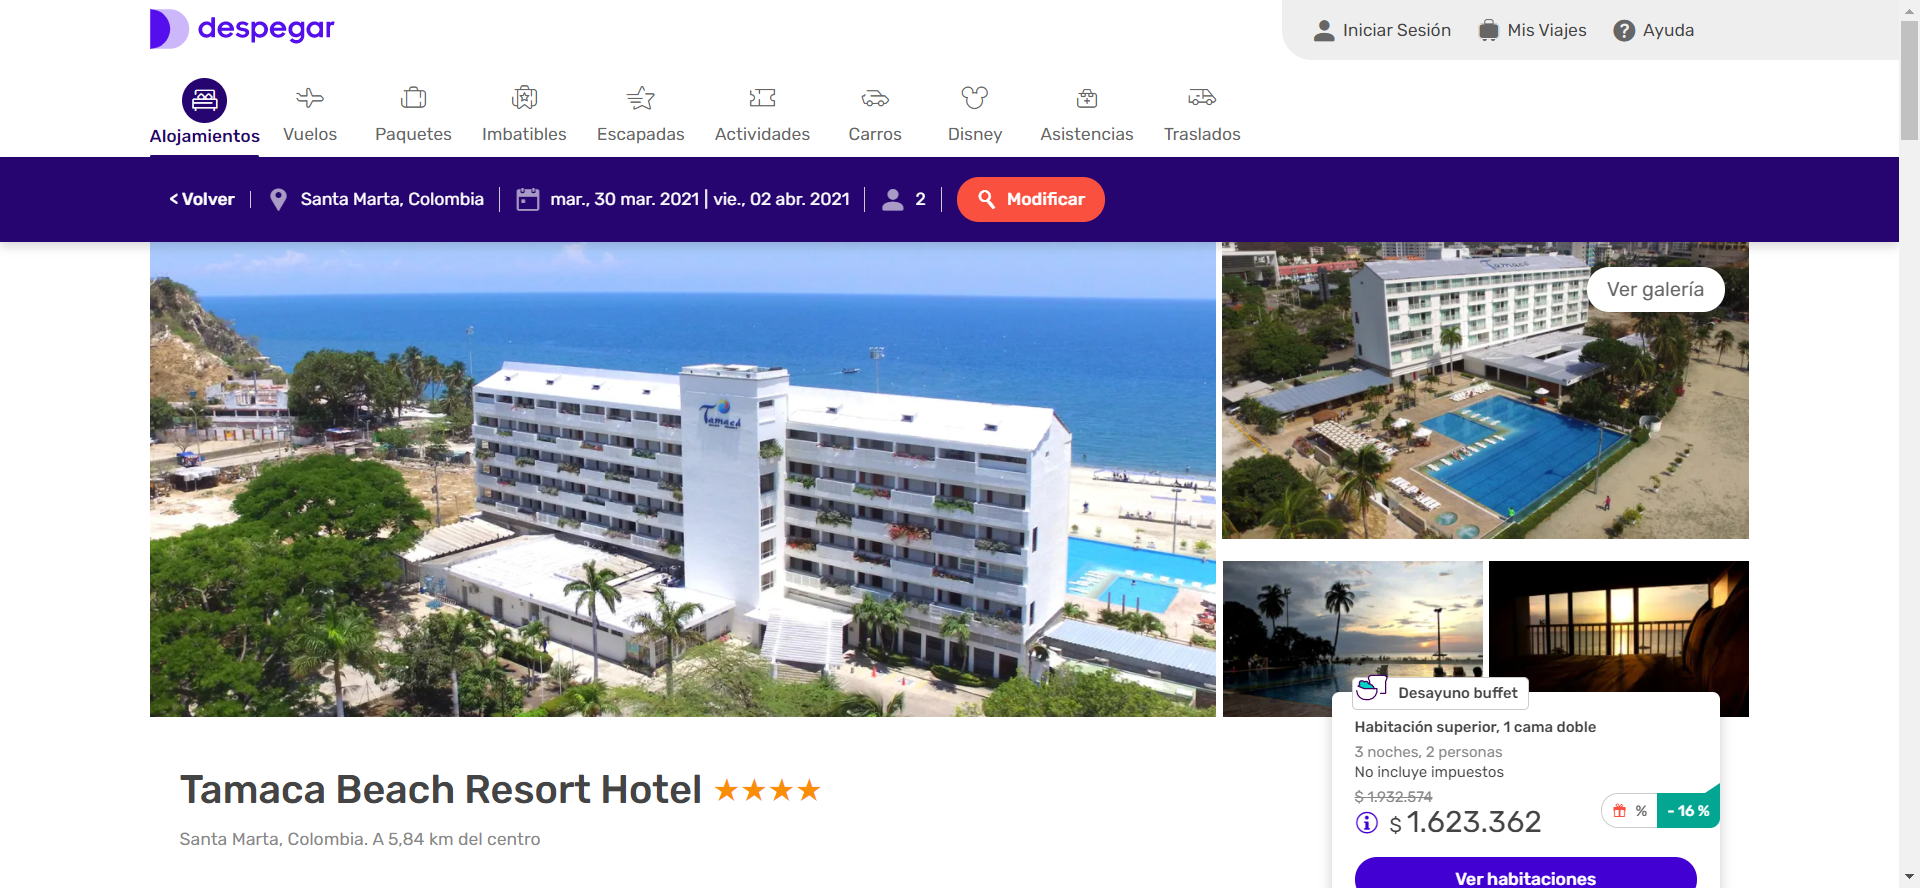 despegar
Iniciar Sesión
Mis Viajes
Ayuda
Alojamientos
Vuelos
Paquetes
Imbatibles
Escapadas
Actividades
Carros
Disney
Asistencias
Traslados
< Volver
Santa Marta, Colombia
mar., 30 mar. 2021 | vie., 02 abr. 2021
2
Modificar
Tamacá
Tamacá
Ver galería
Desayuno buffet
Habitación superior, 1 cama doble
3 noches, 2 personas
No incluye impuestos
$ 1.932.574
$ 1.623.362
%
- 16 %
Ver habitaciones
Tamaca Beach Resort Hotel
Santa Marta, Colombia. A 5,84 km del centro